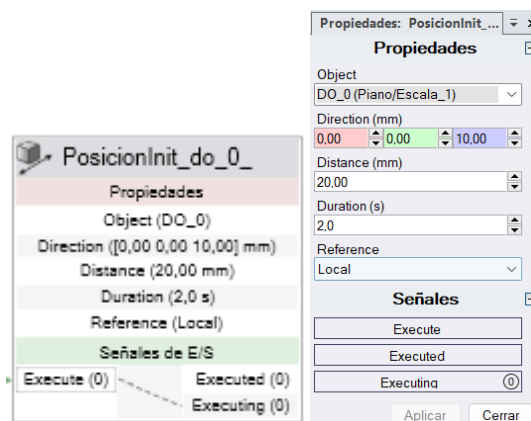 PosicionInit_do_0_
Propiedades
Object (DO_0)
Direction ([0,00 0,00 10,00] mm)
Distance (20,00 mm)
Duration (2,0 s)
Reference (Local)
Señales de E/S
Execute (0)
Executed (0)
Executing (0)
Propiedades: PosicionInit_...
Propiedades
Object
DO_0 (Piano/Escala_1)
Direction (mm)
0,00 0,00 10,00
Distance (mm)
20,00
Duration (s)
2,0
Reference
Local
Señales
Execute
Executed
Executing 0
Aplicar Cerrar